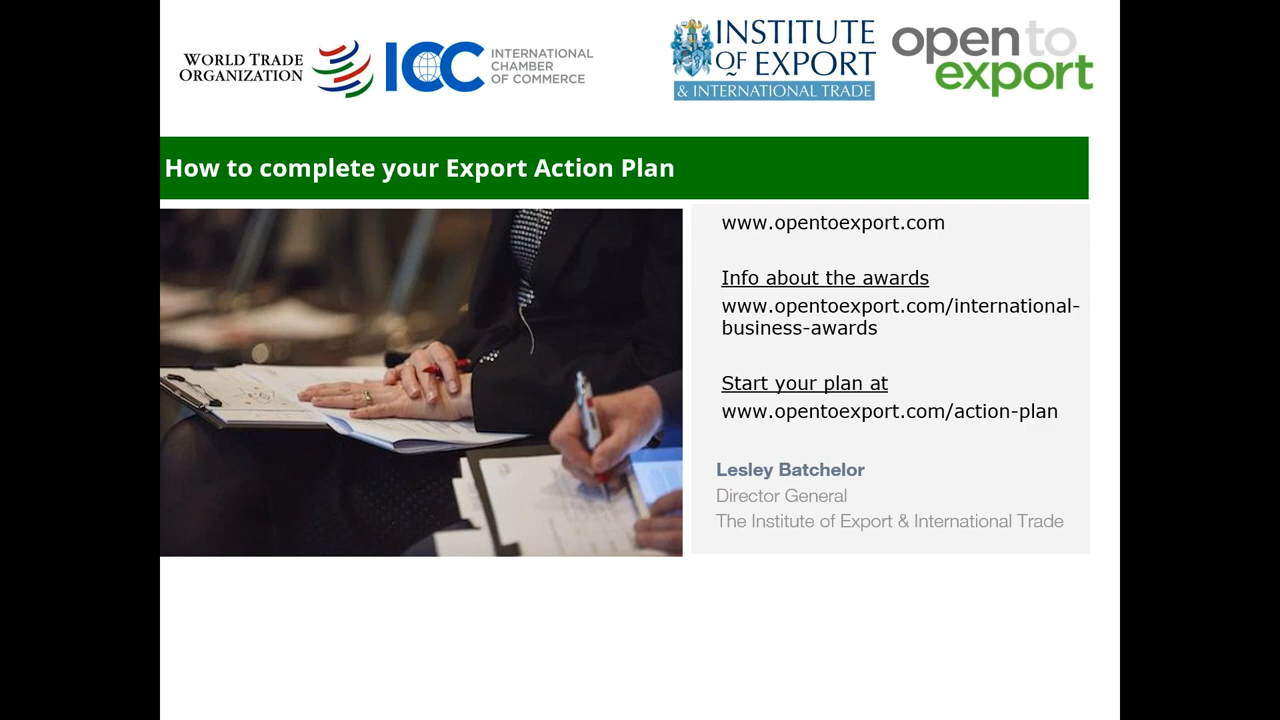 WORLD TRADE
ORGANIZATION
ICC
INTERNATIONAL
CHAMBER
OF COMMERCE
INSTITUTE
OF EXPORT
& INTERNATIONAL TRADE
open to
export
How to complete your Export Action Plan
www.opentoexport.com
Info about the awards
www.opentoexport.com/international-
business-awards
Start your plan at
www.opentoexport.com/action-plan
Lesley Batchelor
Director General
The Institute of Export & International Trade